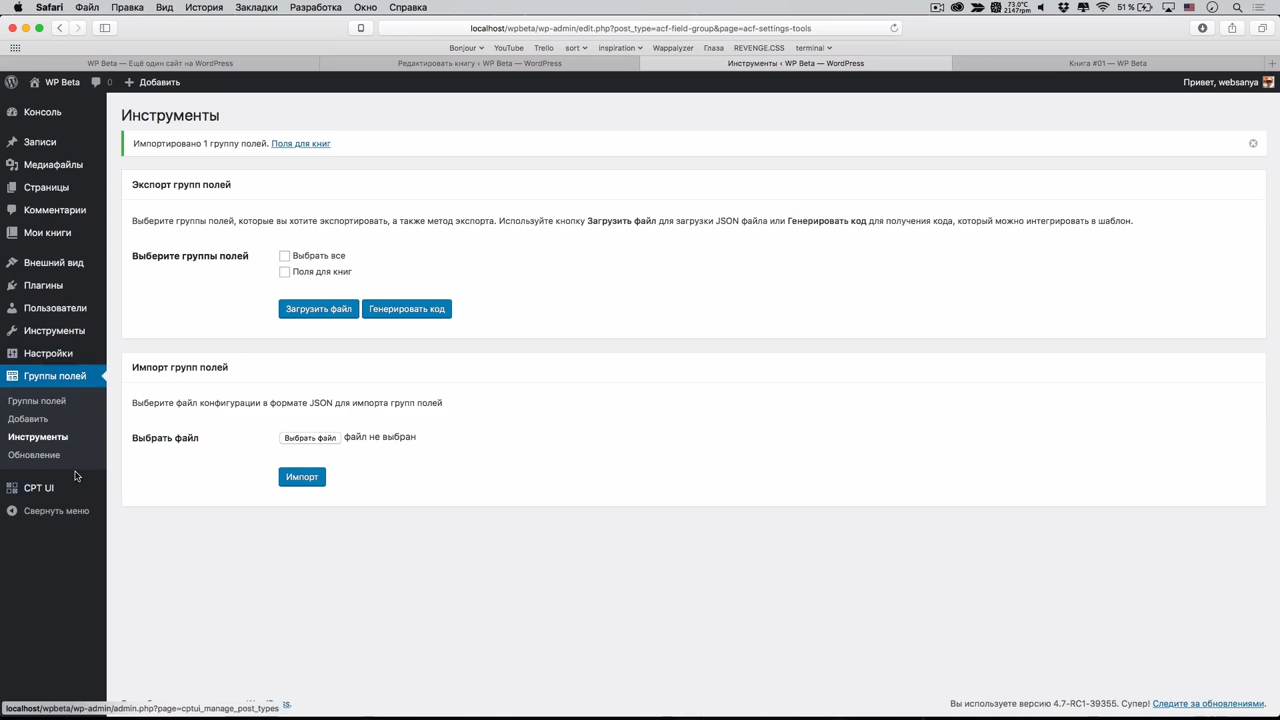 Safari Файл Правка Вид История Закладки Разработка Окно Справка
73.0°C 2147rpm 51 %
localhost/wpbeta/wp-admin/edit.php?post_type=acf-field-group&page=acf-settings-tools
Bonjour YouTube Trello sort inspiration Wappalyzer Глаза REVENGE.CSS terminal
WP Beta — Ещё один сайт на WordPress Редактировать книгу ‹ WP Beta — WordPress Инструменты ‹ WP Beta — WordPress Книга #01 — WP Beta
WP Beta 0 Добавить Привет, websanya
Консоль
Записи
Медиафайлы
Страницы
Комментарии
Мои книги
Внешний вид
Плагины
Пользователи
Инструменты
Настройки
Группы полей
Группы полей
Добавить
Инструменты
Обновление
CPT UI
Свернуть меню
Инструменты
Импортировано 1 группу полей. Поля для книг
Экспорт групп полей
Выберите группы полей, которые вы хотите экспортировать, а также метод экспорта. Используйте кнопку Загрузить файл для загрузки JSON файла или Генерировать код для получения кода, который можно интегрировать в шаблон.
Выберите группы полей
Выбрать все
Поля для книг
Загрузить файл Генерировать код
Импорт групп полей
Выберите файл конфигурации в формате JSON для импорта групп полей
Выбрать файл
Выбрать файл файл не выбран
Импорт
Вы используете версию 4.7-RC1-39355. Супер! Следите за обновлениями.
localhost/wpbeta/wp-admin/admin.php?page=cptui_manage_post_types